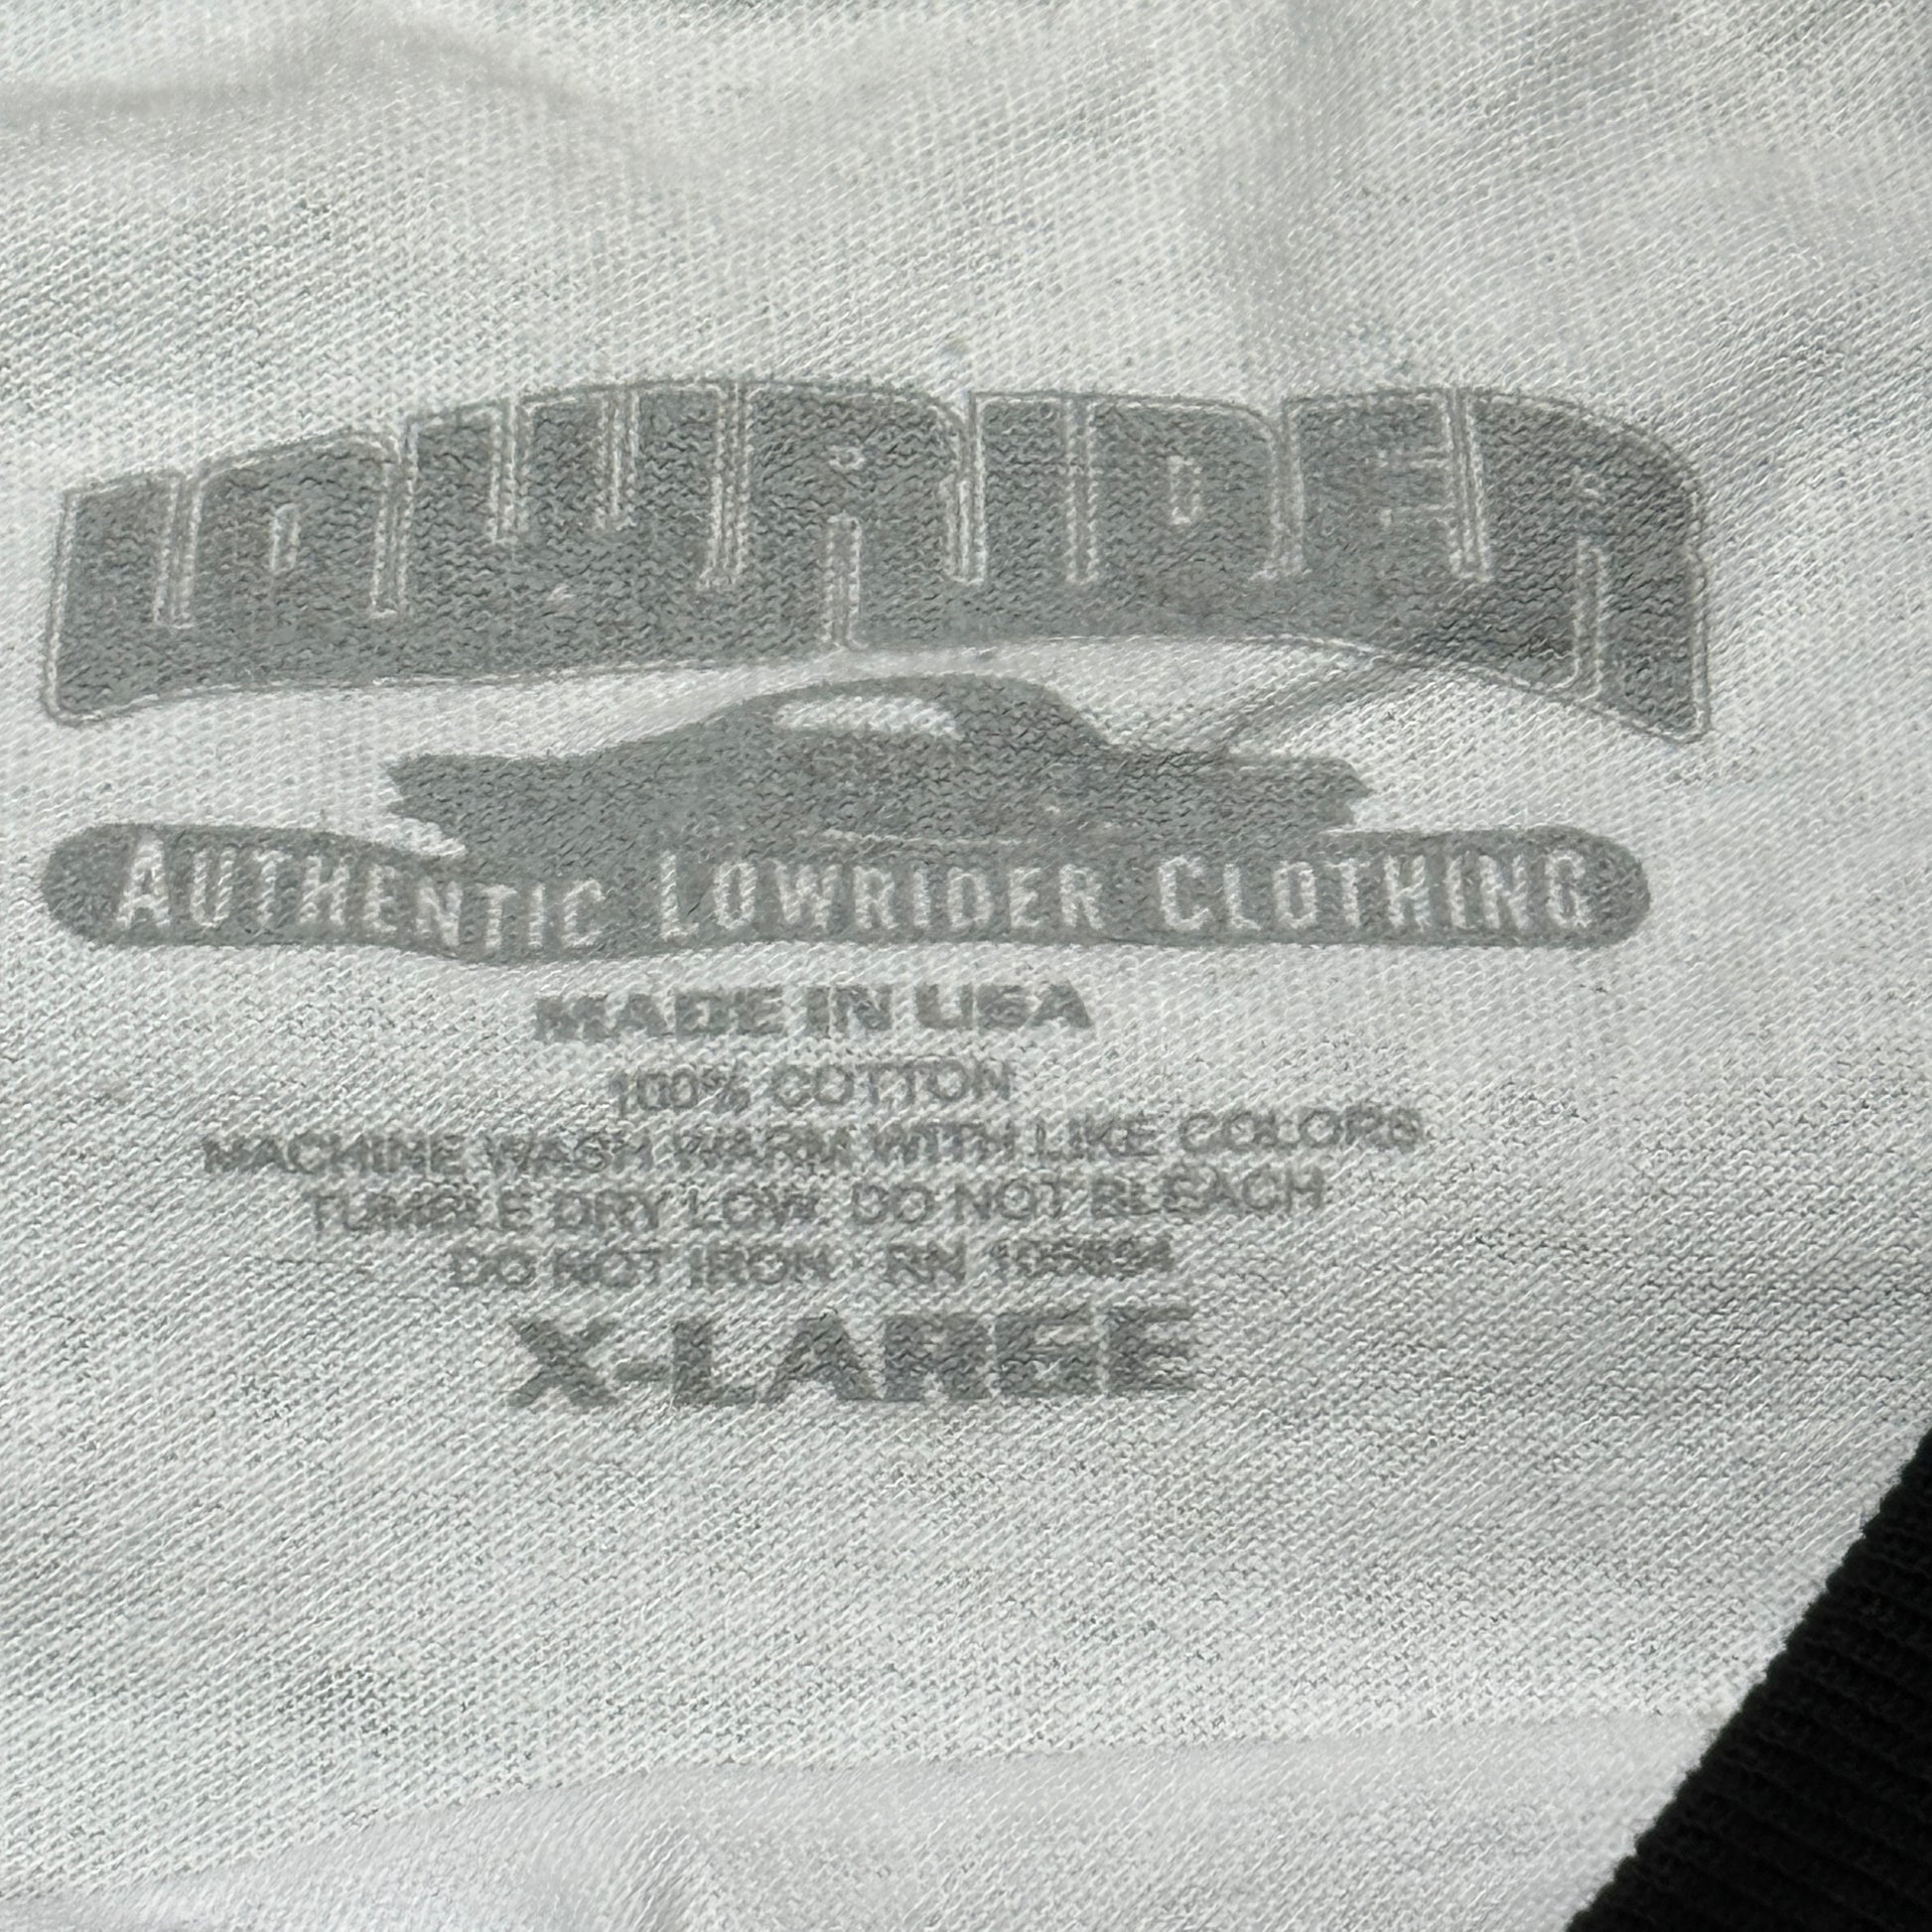 LOWRIDER
AUTHENTIC LOWRIDER CLOTHING
MADE IN USA
100% COTTON
MACHINE WASH WARM WITH LIKE COLORS
TUMBLE DRY LOW. DO NOT BLEACH
DO NOT IRON · RN
X-LARGE